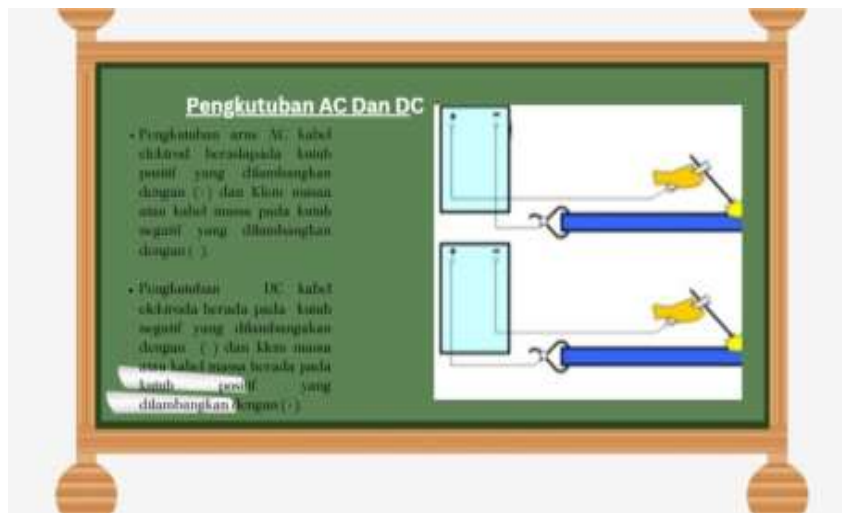 Pengkutuban AC Dan DC
• Pengkutuban arus AC kabel
elektrod beradapada kutub
positif yang dilambangkan
dengan (+) dan Klem massa
atau kabel massa pada kutub
negatif yang dilambangkan
dengan ( )
• Pengkutuban DC kabel
elektroda berada pada kutub
negatif yang dilambangakan
dengan ( ) dan klem massa
atau kabel massa berada pada
kutub positif yang
dilambangkan dengan (+)
+ -
+ -